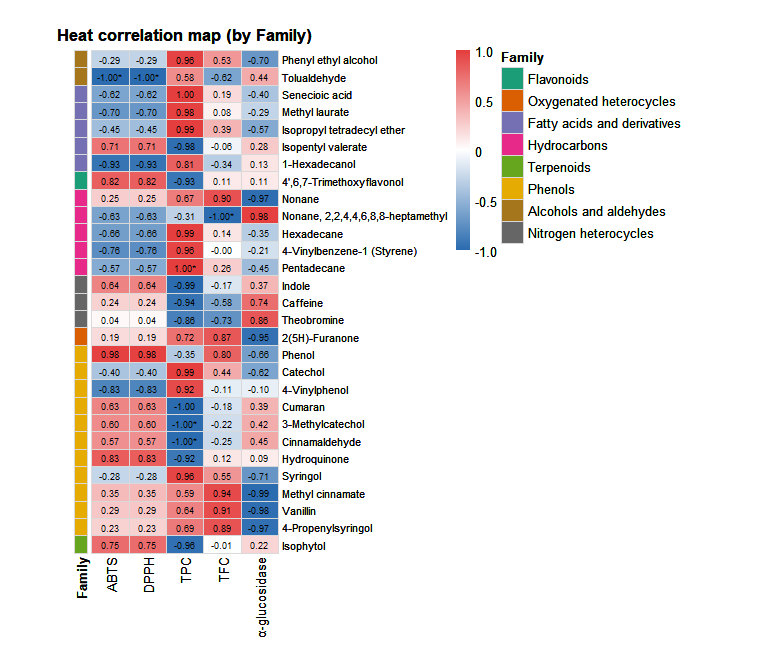 Heat correlation map (by Family)
-0.29 -0.29 0.96 0.53 -0.70 Phenyl ethyl alcohol
-1.00* -1.00* 0.58 -0.62 0.44 Tolualdehyde
-0.62 -0.62 1.00 0.19 -0.40 Senecioic acid
-0.70 -0.70 0.98 0.08 -0.29 Methyl laurate
-0.45 -0.45 0.99 0.39 -0.57 Isopropyl tetradecyl ether
0.71 0.71 -0.98 -0.06 0.28 Isopentyl valerate
-0.93 -0.93 0.81 -0.34 0.13 1-Hexadecanol
0.82 0.82 -0.93 0.11 0.11 4',6,7-Trimethoxyflavonol
0.25 0.25 0.67 0.90 -0.97 Nonane
-0.63 -0.63 -0.31 -1.00* 0.98 Nonane, 2,2,4,4,6,8,8-heptamethyl
-0.66 -0.66 0.99 0.14 -0.35 Hexadecane
-0.76 -0.76 0.96 -0.00 -0.21 4-Vinylbenzene-1 (Styrene)
-0.57 -0.57 1.00* 0.26 -0.45 Pentadecane
0.64 0.64 -0.99 -0.17 0.37 Indole
0.24 0.24 -0.94 -0.58 0.74 Caffeine
0.04 0.04 -0.86 -0.73 0.86 Theobromine
0.19 0.19 0.72 0.87 -0.95 2(5H)-Furanone
0.98 0.98 -0.35 0.80 -0.66 Phenol
-0.40 -0.40 0.99 0.44 -0.62 Catechol
-0.83 -0.83 0.92 -0.11 -0.10 4-Vinylphenol
0.63 0.63 -1.00 -0.18 0.39 Cumaran
0.60 0.60 -1.00* -0.22 0.42 3-Methylcatechol
0.57 0.57 -1.00* -0.25 0.45 Cinnamaldehyde
0.83 0.83 -0.92 0.12 0.09 Hydroquinone
-0.28 -0.28 0.96 0.55 -0.71 Syringol
0.35 0.35 0.59 0.94 -0.99 Methyl cinnamate
0.29 0.29 0.64 0.91 -0.98 Vanillin
0.23 0.23 0.69 0.89 -0.97 4-Propenylsyringol
0.75 0.75 -0.96 -0.01 0.22 Isophytol
Family ABTS DPPH TPC TFC α-glucosidase
1.0
0.5
0
-0.5
-1.0
Family
Flavonoids
Oxygenated heterocycles
Fatty acids and derivatives
Hydrocarbons
Terpenoids
Phenols
Alcohols and aldehydes
Nitrogen heterocycles